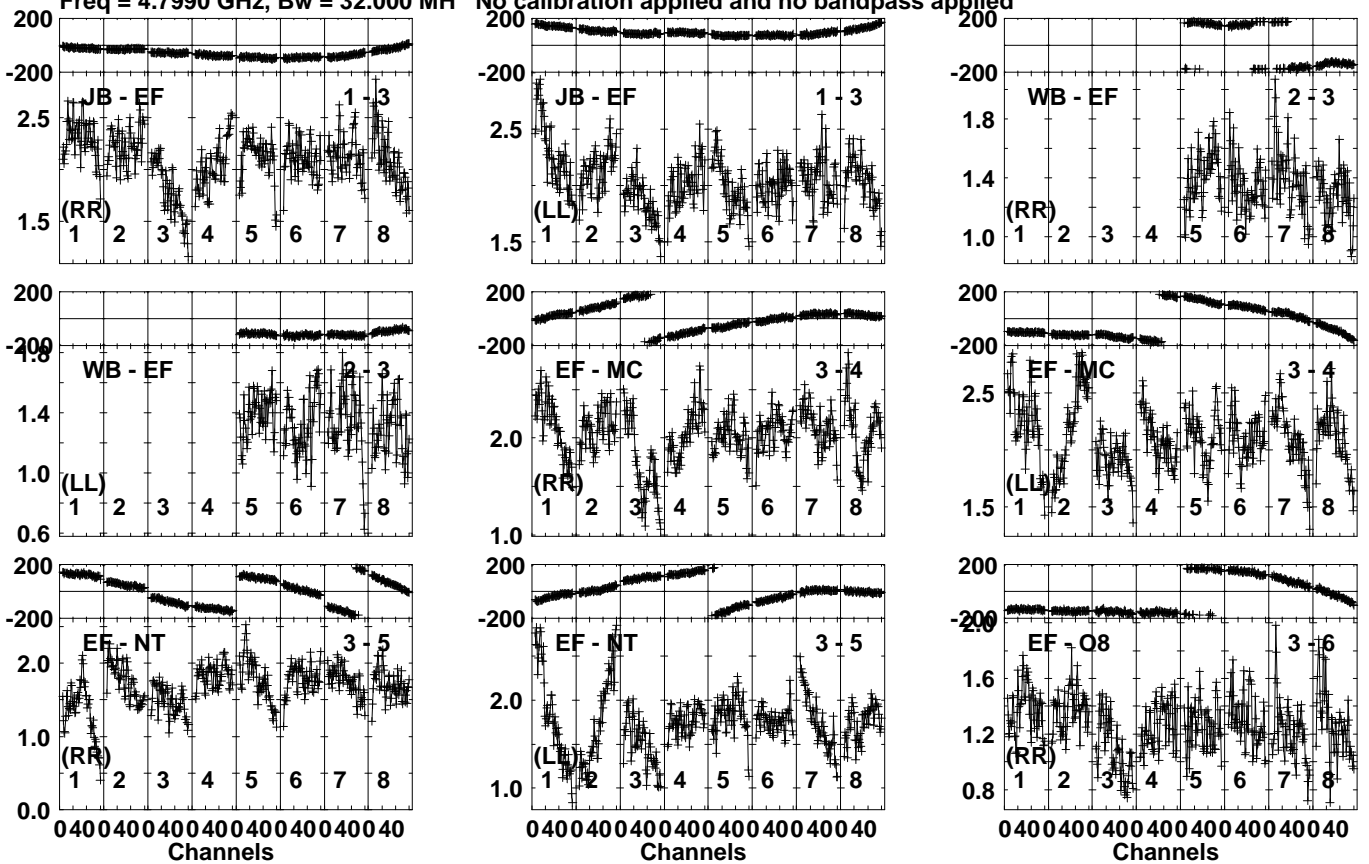 Freq = 4.7990 GHz, Bw = 32.000 MH No calibration applied and no bandpass applied
200 200 200
-200 -200 -200
JB - EF 1 - 3 JB - EF 1 - 3 WB - EF 2 - 3
2.5 2.5 1.8
1.4
1.5 (RR) (LL) 1.5 (RR) 1.0
1 2 3 4 5 6 7 8 1 2 3 4 5 6 7 8 1 2 3 4 5 6 7 8
200 200 200
-200 -200 -200
1.8 WB - EF 2 - 3 EF - MC 3 - 4 EF - MC 3 - 4
1.4 2.0 2.5
1.0
(LL) (RR) (LL)
1 2 3 4 5 6 7 8 1 2 3 4 5 6 7 8 1 2 3 4 5 6 7 8
0.6 1.0 1.5
200 200 200
-200 -200 -200
2.0
EF - NT 3 - 5 EF - NT 3 - 5 EF - O8 3 - 6
2.0 2.0 1.6
1.0 1.2
(RR) (LL) (RR)
1 2 3 4 5 6 7 8 1 2 3 4 5 6 7 8 1 2 3 4 5 6 7 8
0.0 1.0 0.8
0 40 0 40 0 40 0 40 0 40 0 40 0 40 0 40 0 40 0 40 0 40 0 40 0 40 0 40 0 40 0 40 0 40 0 40 0 40 0 40 0 40 0 40 0 40 0 40
Channels Channels Channels